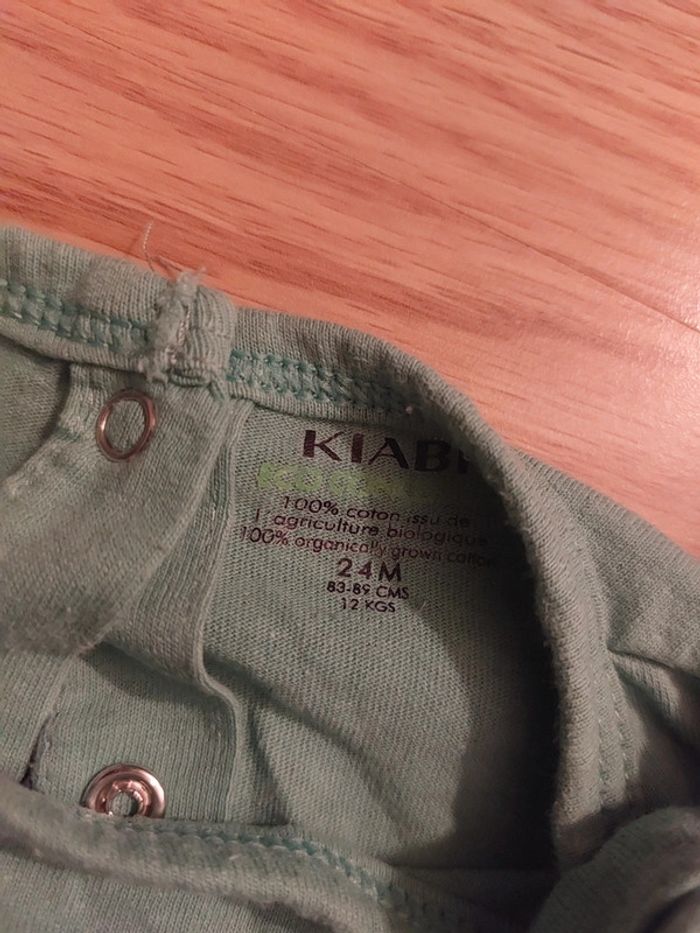 KIABI
100% coton issu de
l agriculture biologique
100% organically grown cotton
24M
83-89 CMS
12 KGS